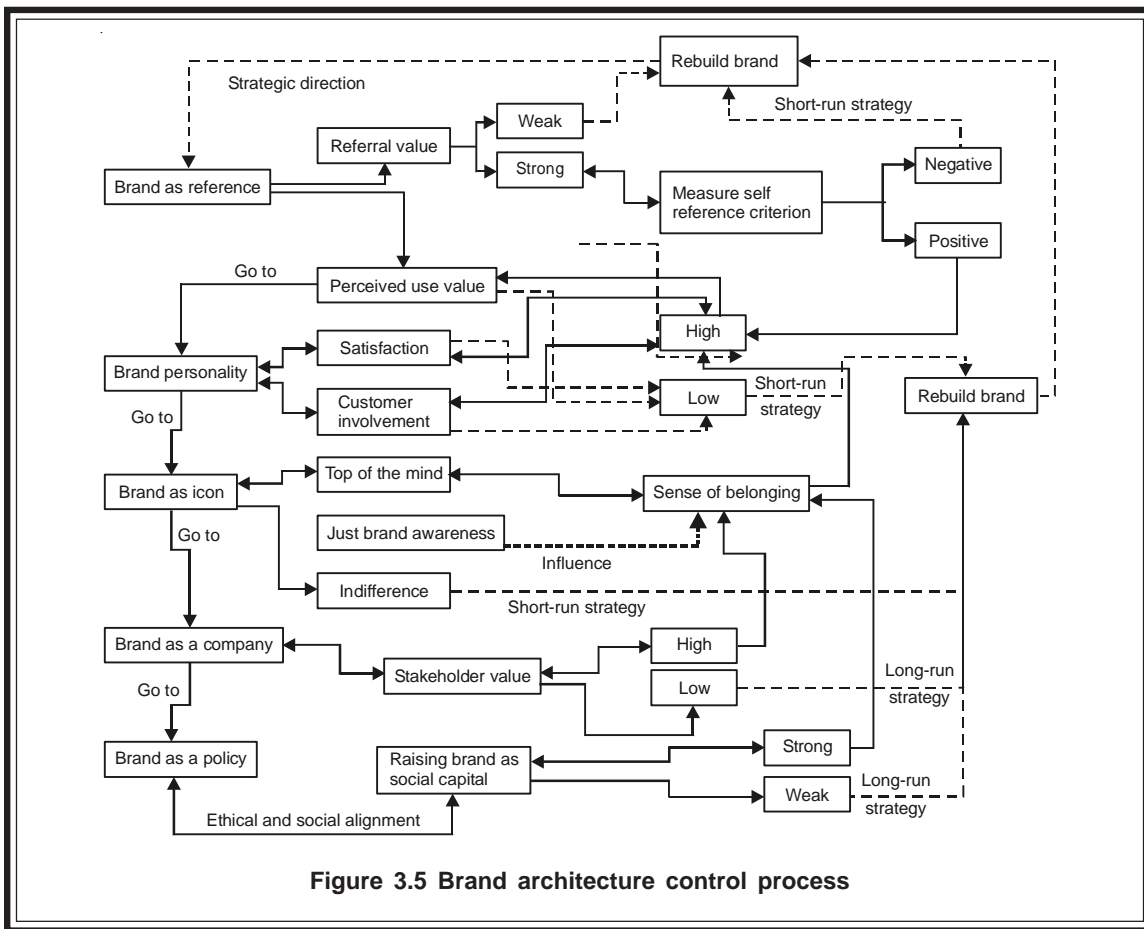 Rebuild brand
Strategic direction
Short-run strategy
Weak
Referral value
Strong
Negative
Brand as reference
Measure self
reference criterion
Positive
Go to
Perceived use value
High
Satisfaction
Brand personality
Low
Short-run
strategy
Rebuild brand
Customer
involvement
Go to
Top of the mind
Brand as icon
Sense of belonging
Just brand awareness
Go to
Influence
Indifference
Short-run strategy
Brand as a company
High
Stakeholder value
Low
Long-run
strategy
Go to
Brand as a policy
Raising brand as
social capital
Strong
Weak
Long-run
strategy
Ethical and social alignment
Figure 3.5 Brand architecture control process